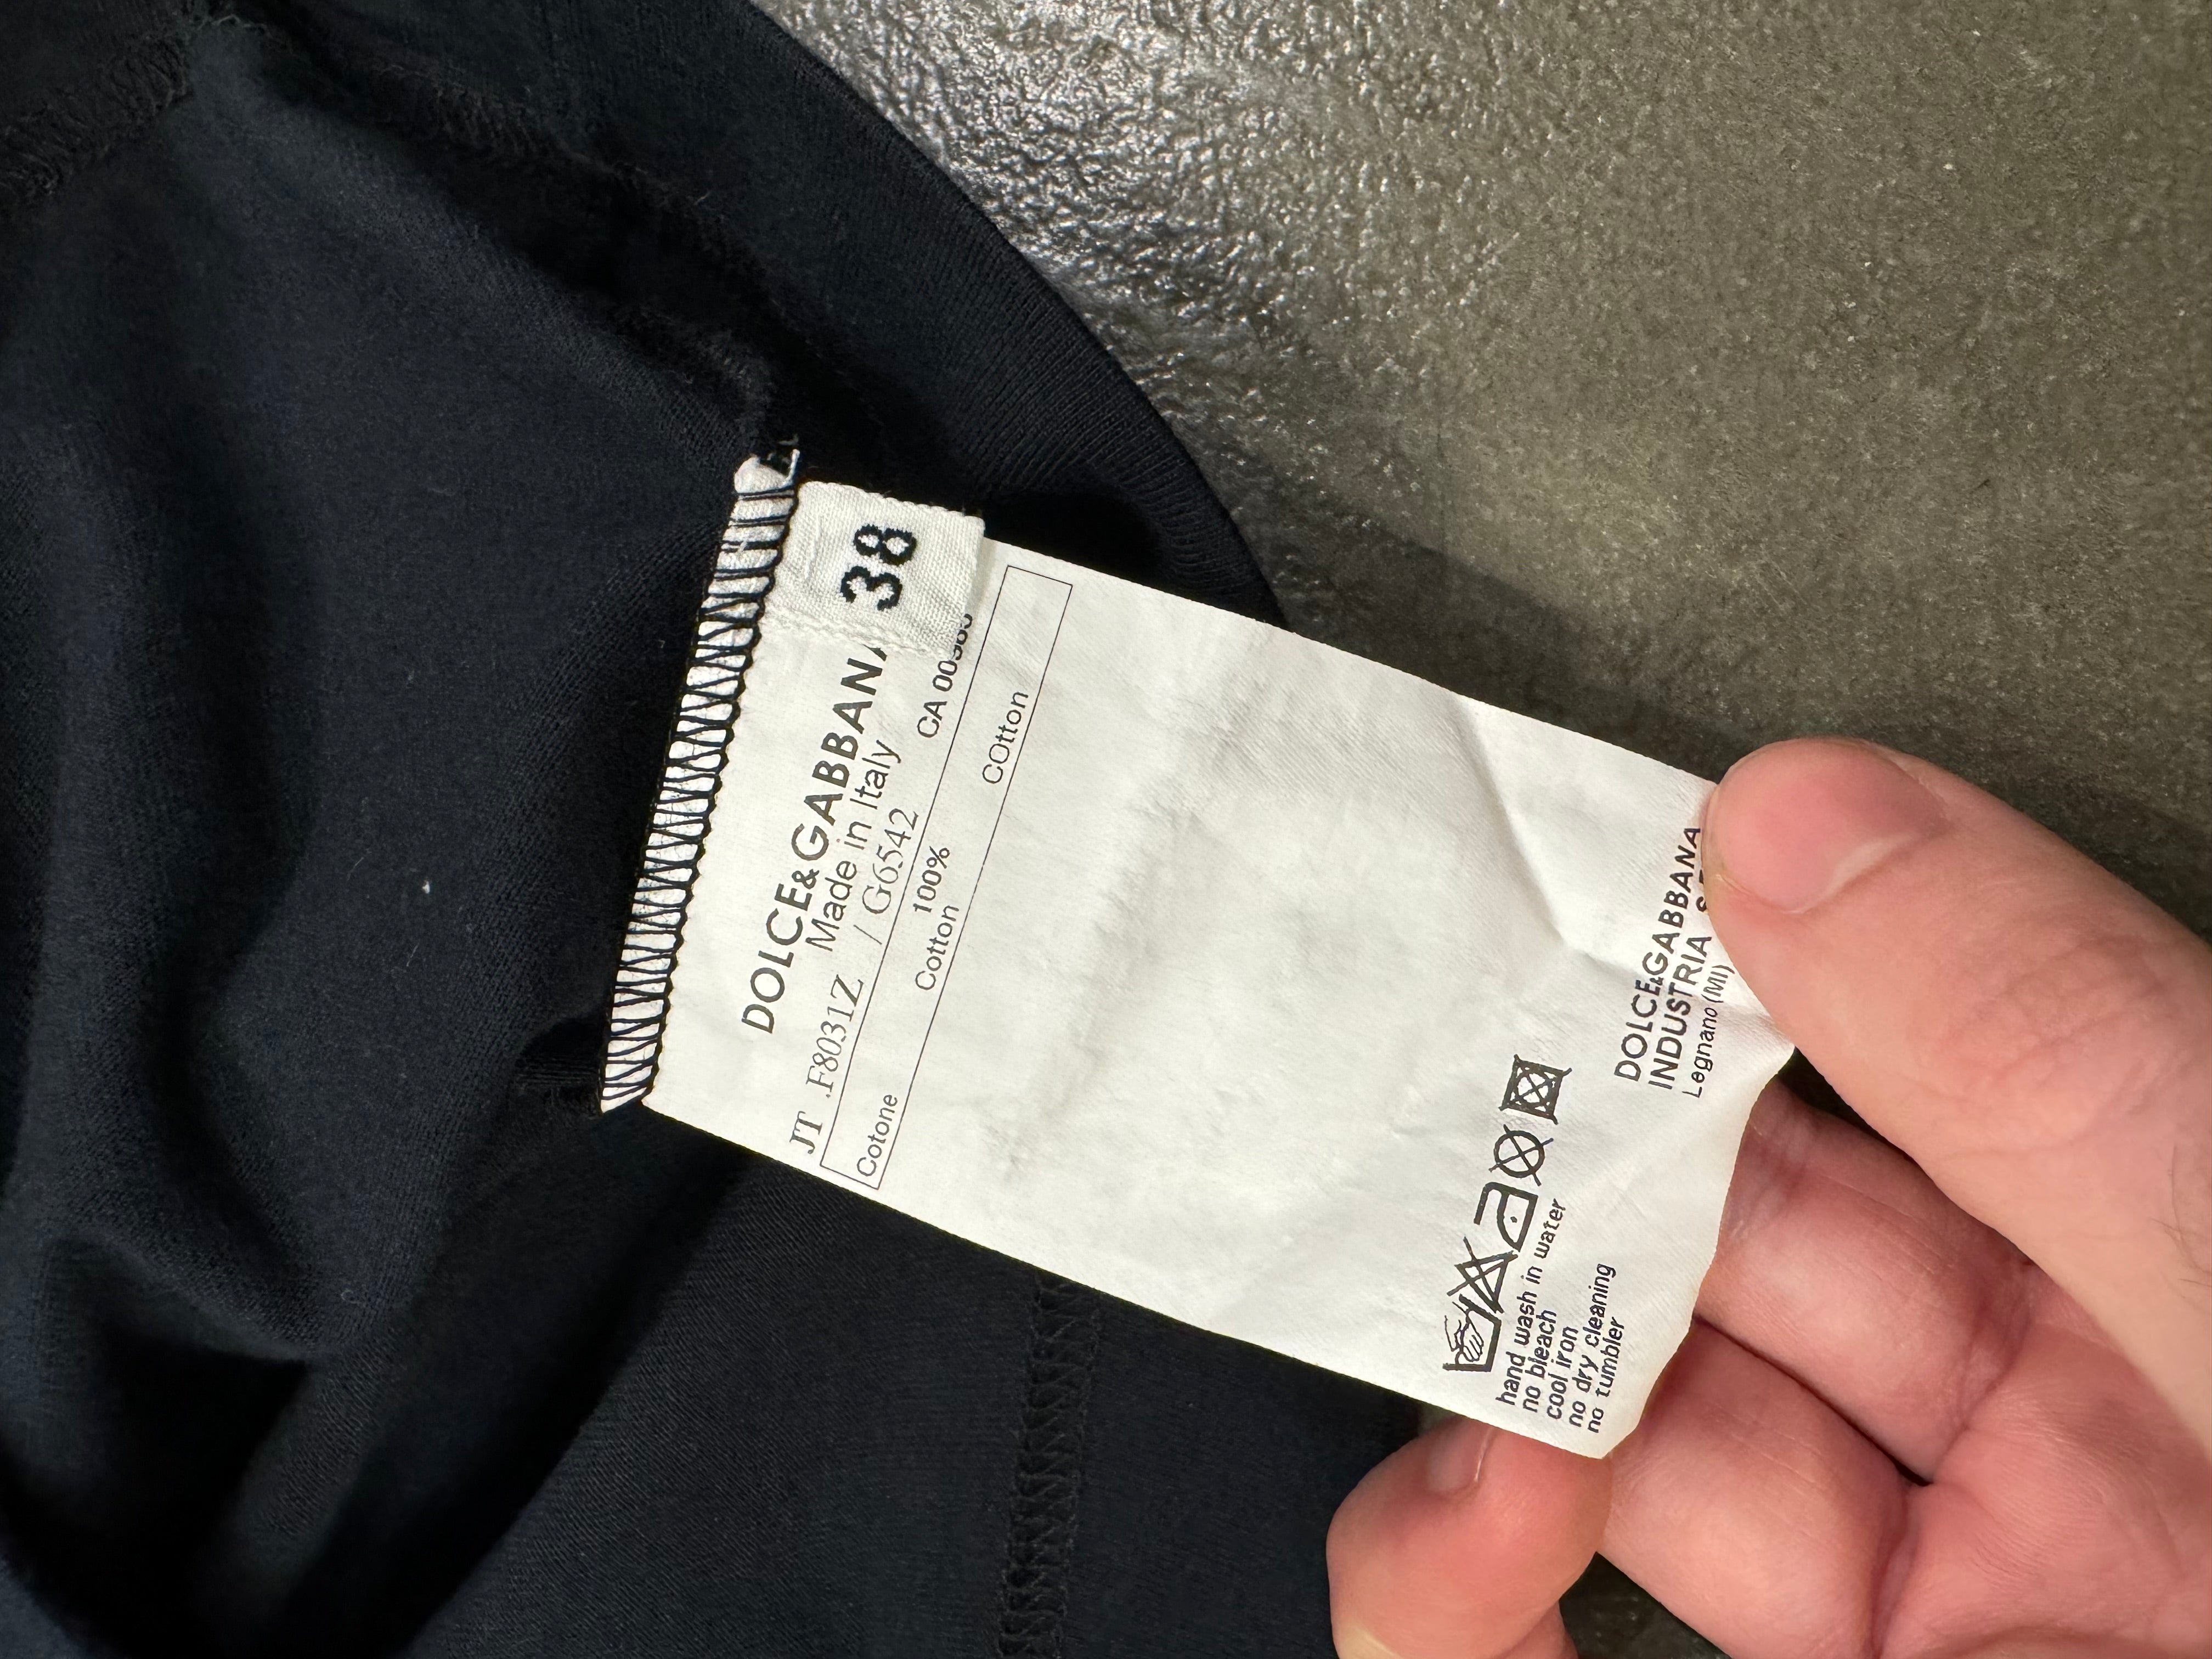 38
DOLCE&GABBANA
Made in Italy
JT .F8031Z / G6542 CA
100%
Cotone Cotton COtton
hand wash in water
no bleach
cool iron
no dry cleaning
no tumbler
DOLCE&GABBANA
INDUSTRIA
Legnano (MI)